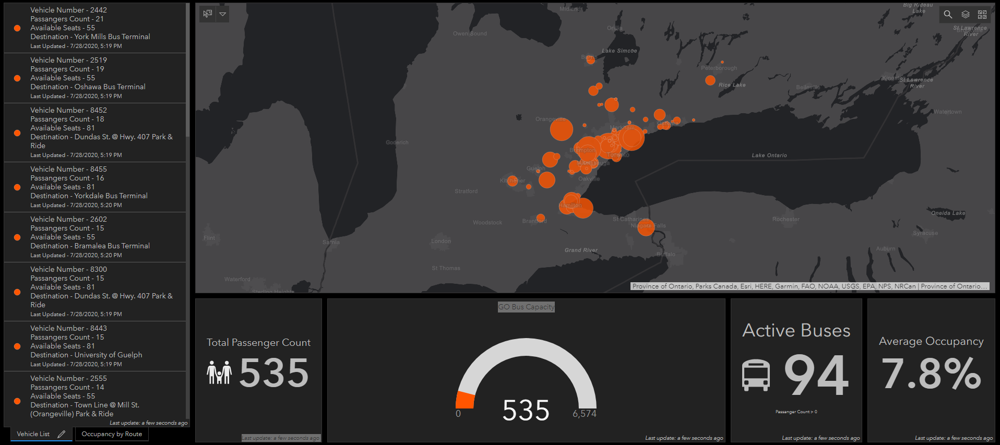 Vehicle Number - 2442
Passangers Count - 21
Available Seats - 55
Destination - York Mills Bus Terminal
Last Updated - 7/28/2020, 5:19 PM
Vehicle Number - 2519
Passangers Count - 19
Available Seats - 55
Destination - Oshawa Bus Terminal
Last Updated - 7/28/2020, 5:19 PM
Vehicle Number - 8452
Passangers Count - 18
Available Seats - 81
Destination - Dundas St. @ Hwy. 407 Park &
Ride
Last Updated - 7/28/2020, 5:19 PM
Vehicle Number - 8455
Passangers Count - 16
Available Seats - 81
Destination - Yorkdale Bus Terminal
Last Updated - 7/28/2020, 5:20 PM
Vehicle Number - 2602
Passangers Count - 15
Available Seats - 55
Destination - Bramalea Bus Terminal
Last Updated - 7/28/2020, 5:20 PM
Vehicle Number - 8300
Passangers Count - 15
Available Seats - 81
Destination - Dundas St. @ Hwy. 407 Park &
Ride
Last Updated - 7/28/2020, 5:19 PM
Vehicle Number - 8443
Passangers Count - 15
Available Seats - 81
Destination - University of Guelph
Last Updated - 7/28/2020, 5:19 PM
Vehicle Number - 2555
Passangers Count - 14
Available Seats - 55
Destination - Town Line @ Mill St.
(Orangeville) Park & Ride
Last update: a few seconds ago
Vehicle List
Occupancy by Route
Midland
Big Rideau
Lake
Orillia
Owen Sound
St Lawrence
River
Lake Simcoe
Barrie
Peterborough
Rice Lake
Belleville
Kingston
St Lawrence
River
Watertown
Orangeville
Markham
Oshawa
Goderich
Brampton
Toronto
Lake Ontario
Mississauga
Guelph
Oakville
Kitchener
Stratford
Hamilton
Oneida Lake
Woodstock
Brantford
St Catharines
Niagara Falls
Rochester
Syracuse
Flint
Sarnia
London
Grand River
Buffalo
Auburn
St Thomas
Waterford
Sterling Heights
Province of Ontario, Parks Canada, Esri, HERE, Garmin, FAO, NOAA, USGS, EPA, NPS, NRCan | Province of Ontario…
Total Passenger Count
535
Last update: a few seconds ago
GO Bus Capacity
535
0
6,574
Last update: a few seconds ago
Active Buses
94
Passanger Count > 0
Last update: a few seconds ago
Average Occupancy
7.8%
Last update: a few seconds ago